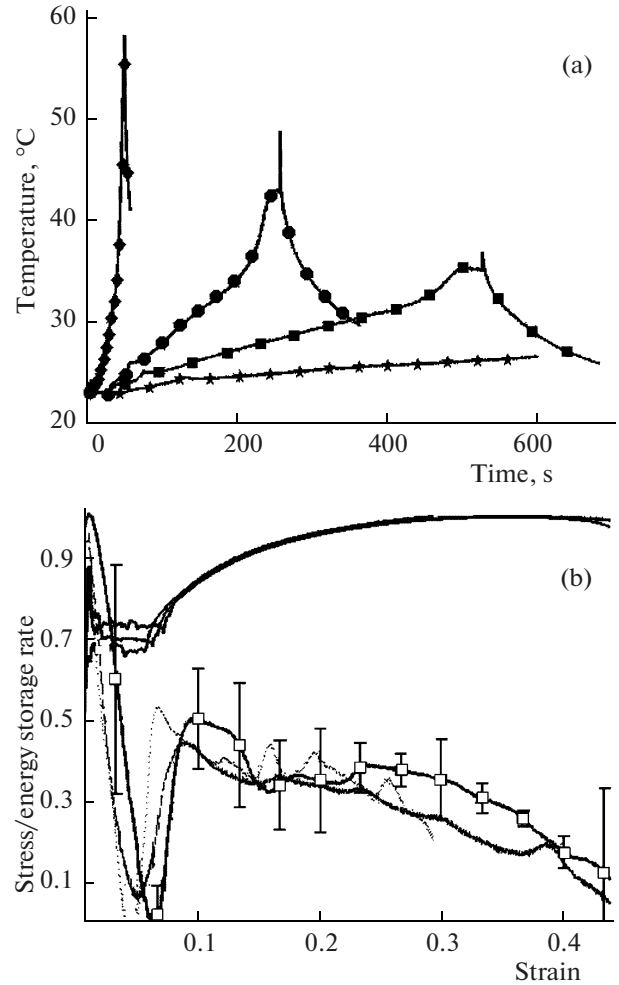 60
(a)
50
Temperature, °C
40
30
20
0 200 400 600
Time, s
0.9
(b)
0.7
Stress/energy storage rate
0.5
0.3
0.1
0.1 0.2 0.3 0.4
Strain